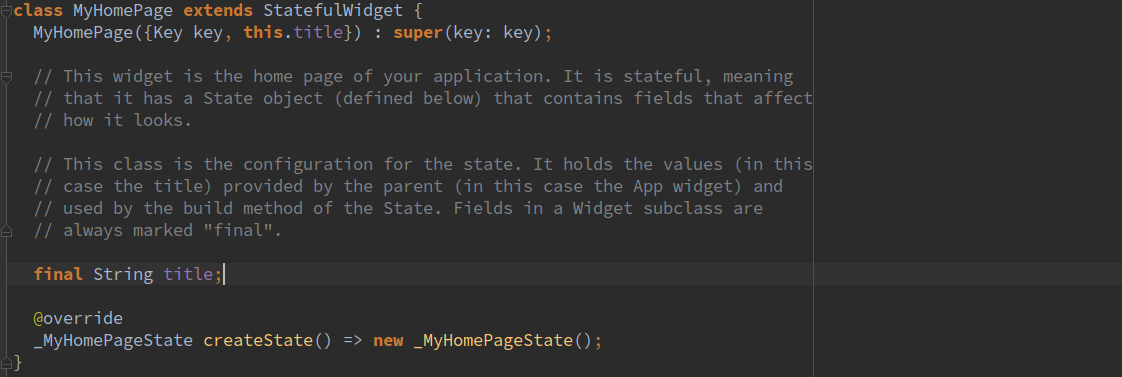 class MyHomePage extends StatefulWidget {
MyHomePage({Key key, this.title}) : super(key: key);
// This widget is the home page of your application. It is stateful, meaning
// that it has a State object (defined below) that contains fields that affect
// how it looks.
// This class is the configuration for the state. It holds the values (in this
// case the title) provided by the parent (in this case the App widget) and
// used by the build method of the State. Fields in a Widget subclass are
// always marked "final".
final String title;
@override
_MyHomePageState createState() => new _MyHomePageState();
}